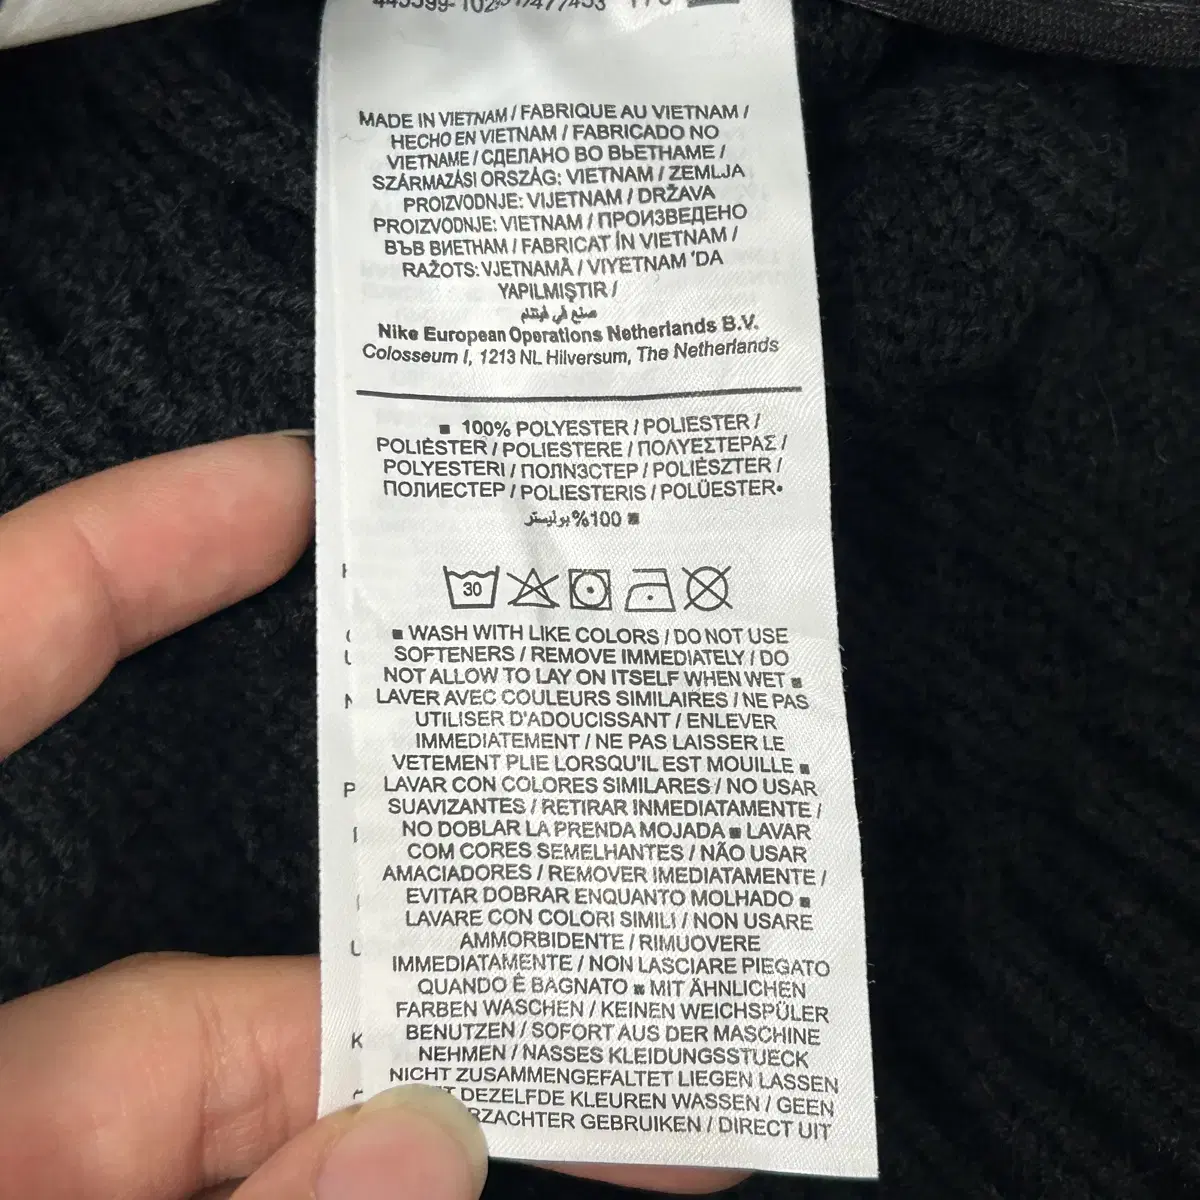 MADE IN VIETNAM / FABRIQUE AU VIETNAM /
HECHO EN VIETNAM / FABRICADO NO
VIETNAME / СДЕЛАНО ВО ВЬЕТНАМЕ /
SZÁRMAZÁSI ORSZÁG: VIETNAM / ZEMLJA
PROIZVODNJE: VIJETNAM / DRŽAVA
PROIZVODNJE: VIETNAM / ПРОИЗВЕДЕНО
ВЪВ ВИЕТНАМ / FABRICAT ÎN VIETNAM /
RAŽOTS: VJETNAMĀ / VIYETNAM 'DA
YAPILMIŞTIR /
صنع في فيتنام
Nike European Operations Netherlands B.V.
Colosseum I, 1213 NL Hilversum, The Netherlands
■ 100% POLYESTER / POLIESTER /
POLIÉSTER / POLIESTERE / ΠΟΛΥΕΣΤΕΡΑΣ /
POLYESTERI / ПОЛИЭСТЕР / POLIÉSZTER /
ПОЛИЕСТЕР / POLIESTERIS / POLÜESTER•
■ 100% بوليستر
30
■ WASH WITH LIKE COLORS / DO NOT USE
SOFTENERS / REMOVE IMMEDIATELY / DO
NOT ALLOW TO LAY ON ITSELF WHEN WET ■
LAVER AVEC COULEURS SIMILAIRES / NE PAS
UTILISER D'ADOUCISSANT / ENLEVER
IMMEDIATEMENT / NE PAS LAISSER LE
VETEMENT PLIE LORSQU'IL EST MOUILLE ■
LAVAR CON COLORES SIMILARES / NO USAR
SUAVIZANTES / RETIRAR INMEDIATAMENTE /
NO DOBLAR LA PRENDA MOJADA ■ LAVAR
COM CORES SEMELHANTES / NÃO USAR
AMACIADORES / REMOVER IMEDIATAMENTE /
EVITAR DOBRAR ENQUANTO MOLHADO ■
LAVARE CON COLORI SIMILI / NON USARE
AMMORBIDENTE / RIMUOVERE
IMMEDIATAMENTE / NON LASCIARE PIEGATO
QUANDO È BAGNATO ■ MIT ÄHNLICHEN
FARBEN WASCHEN / KEINEN WEICHSPÜLER
BENUTZEN / SOFORT AUS DER MASCHINE
NEHMEN / NASSES KLEIDUNGSSTUECK
NICHT ZUSAMMENGEFALTET LIEGEN LASSEN
DEZELFDE KLEUREN WASSEN / GEEN
GEBRUIKEN / DIRECT UIT